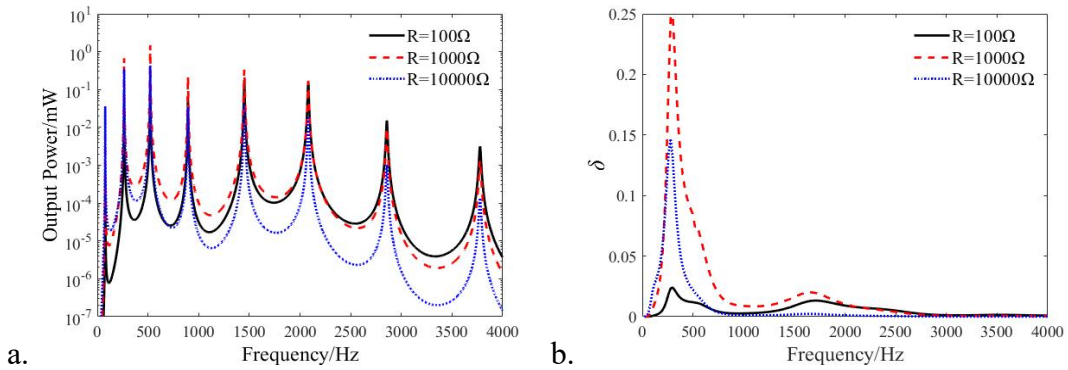 Output Power/mW
10^1
10^0
10^-1
10^-2
10^-3
10^-4
10^-5
10^-6
10^-7
R=100Ω
R=1000Ω
R=10000Ω
0 500 1000 1500 2000 2500 3000 3500 4000
Frequency/Hz
a.
δ
0.25
0.2
0.15
0.1
0.05
0
R=100Ω
R=1000Ω
R=10000Ω
0 500 1000 1500 2000 2500 3000 3500 4000
Frequency/Hz
b.